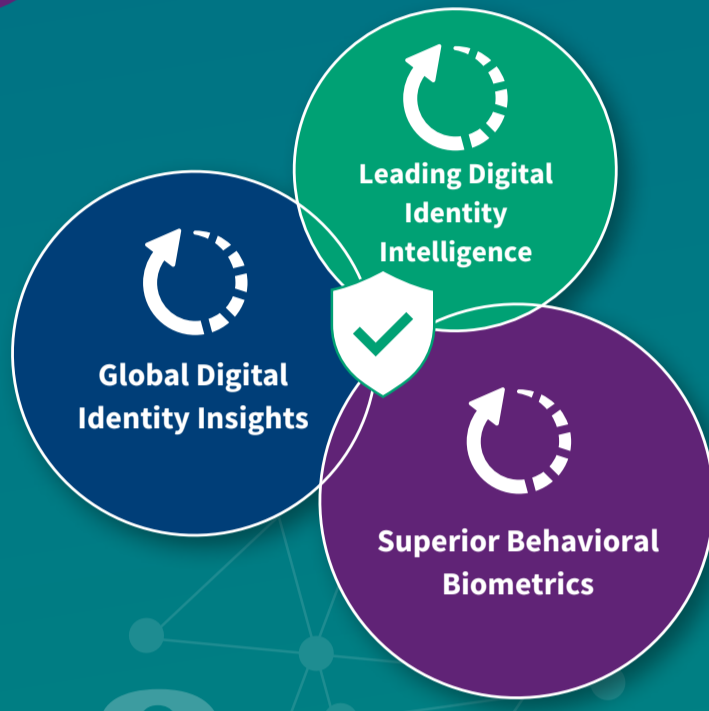 Leading Digital
Identity
Intelligence
Global Digital
Identity Insights
Superior Behavioral
Biometrics